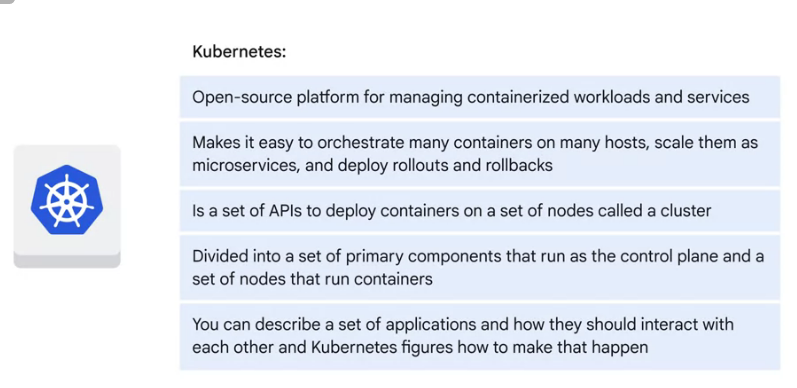 Kubernetes:
Open-source platform for managing containerized workloads and services
Makes it easy to orchestrate many containers on many hosts, scale them as
microservices, and deploy rollouts and rollbacks
Is a set of APIs to deploy containers on a set of nodes called a cluster
Divided into a set of primary components that run as the control plane and a
set of nodes that run containers
You can describe a set of applications and how they should interact with
each other and Kubernetes figures how to make that happen